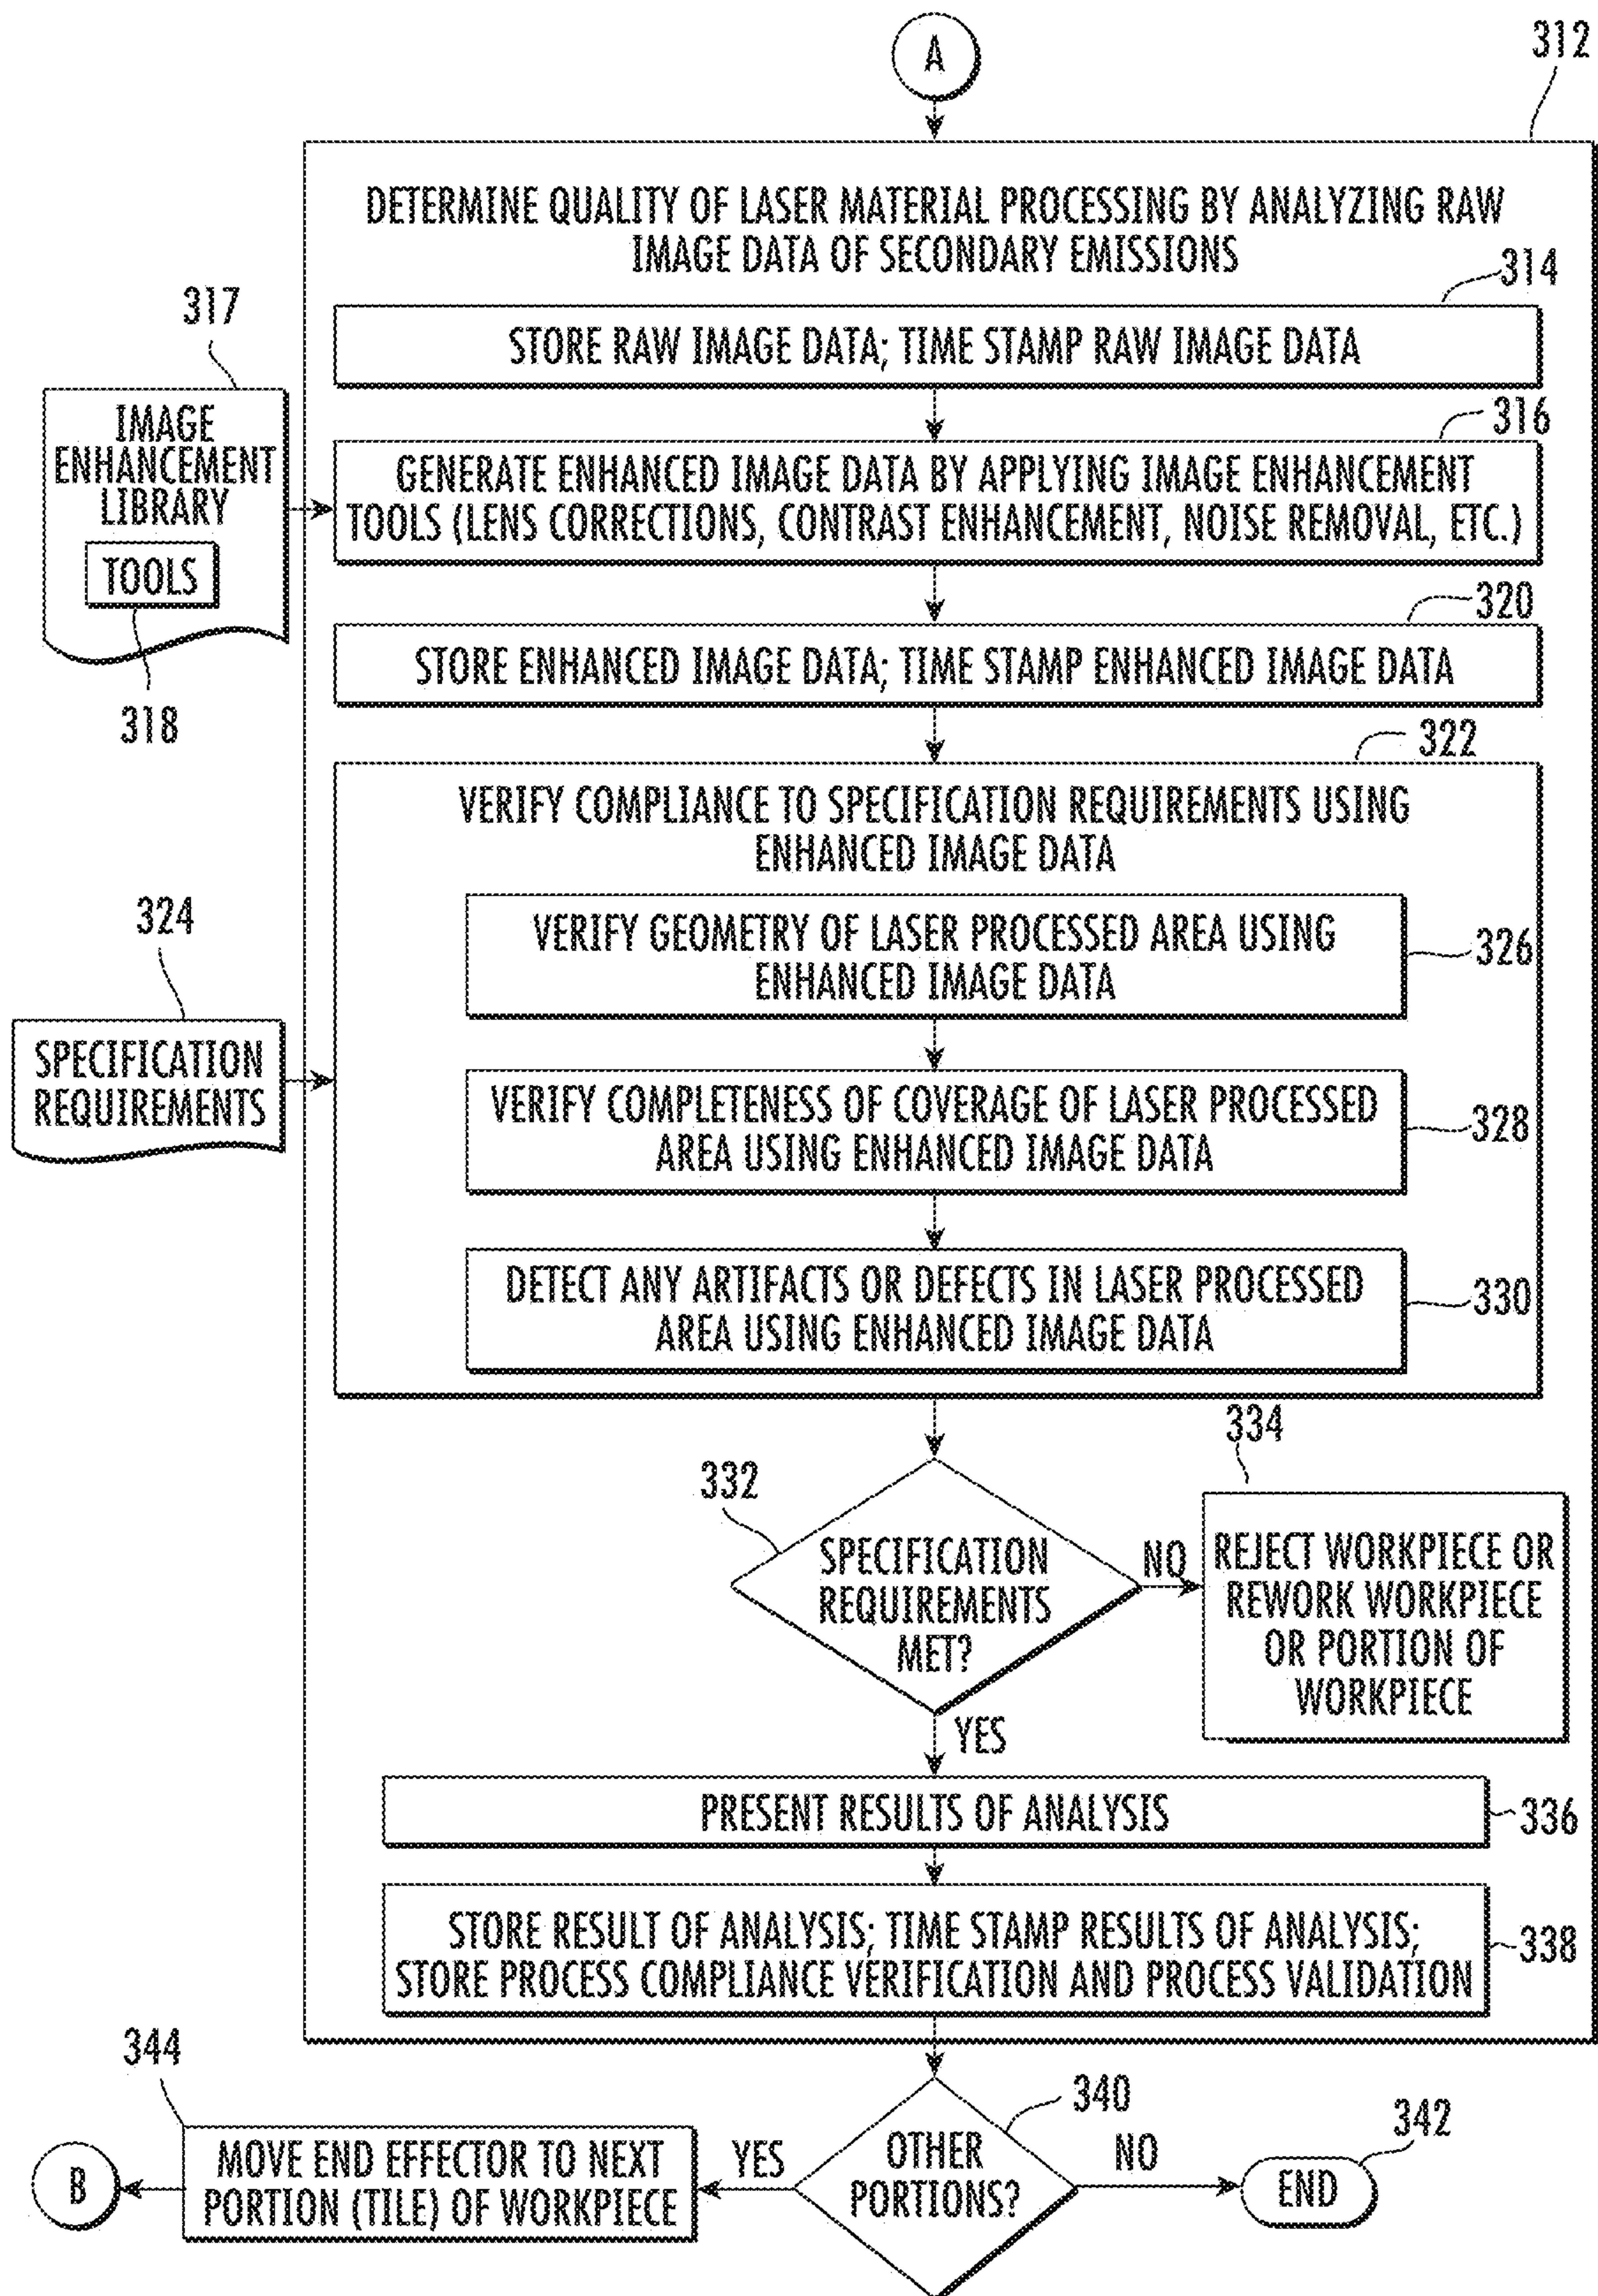 A
312
DETERMINE QUALITY OF LASER MATERIAL PROCESSING BY ANALYZING RAW
IMAGE DATA OF SECONDARY EMISSIONS
314
STORE RAW IMAGE DATA; TIME STAMP RAW IMAGE DATA
317
IMAGE
ENHANCEMENT
LIBRARY
TOOLS
318
316
GENERATE ENHANCED IMAGE DATA BY APPLYING IMAGE ENHANCEMENT
TOOLS (LENS CORRECTIONS, CONTRAST ENHANCEMENT, NOISE REMOVAL, ETC.)
320
STORE ENHANCED IMAGE DATA; TIME STAMP ENHANCED IMAGE DATA
322
VERIFY COMPLIANCE TO SPECIFICATION REQUIREMENTS USING
ENHANCED IMAGE DATA
324
SPECIFICATION
REQUIREMENTS
VERIFY GEOMETRY OF LASER PROCESSED AREA USING
ENHANCED IMAGE DATA
326
VERIFY COMPLETENESS OF COVERAGE OF LASER PROCESSED
AREA USING ENHANCED IMAGE DATA
328
DETECT ANY ARTIFACTS OR DEFECTS IN LASER PROCESSED
AREA USING ENHANCED IMAGE DATA
330
332
SPECIFICATION
REQUIREMENTS
MET?
NO
334
REJECT WORKPIECE OR
REWORK WORKPIECE
OR PORTION OF
WORKPIECE
YES
PRESENT RESULTS OF ANALYSIS
336
STORE RESULT OF ANALYSIS; TIME STAMP RESULTS OF ANALYSIS;
STORE PROCESS COMPLIANCE VERIFICATION AND PROCESS VALIDATION
338
340
OTHER
PORTIONS?
NO
342
END
YES
344
MOVE END EFFECTOR TO NEXT
PORTION (TILE) OF WORKPIECE
B